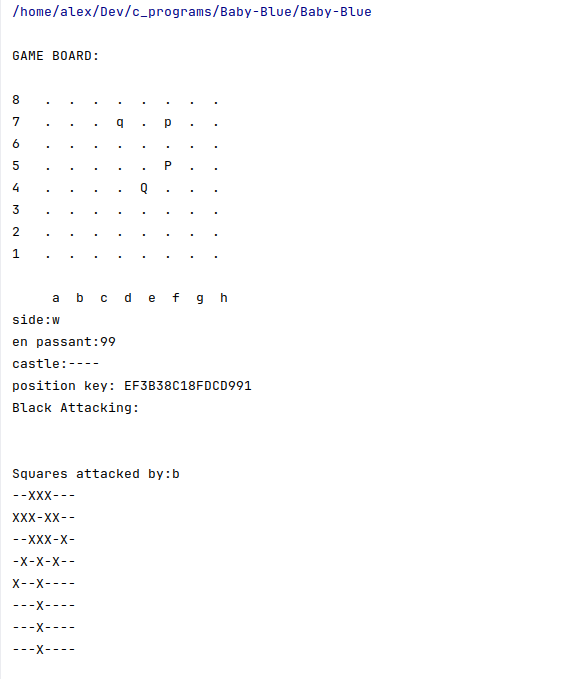 /home/alex/Dev/c_programs/Baby-Blue/Baby-Blue
GAME BOARD:
8 . . . . . . . .
7 . . . q . p . .
6 . . . . . . . .
5 . . . . . P . .
4 . . . . Q . . .
3 . . . . . . . .
2 . . . . . . . .
1 . . . . . . . .
a b c d e f g h
side:w
en passant:99
castle:----
position key: EF3B38C18FDCD991
Black Attacking:
Squares attacked by:b
--XXX---
XXX-XX--
--XXX-X-
-X-X-X--
X--X----
---X----
---X----
---X----